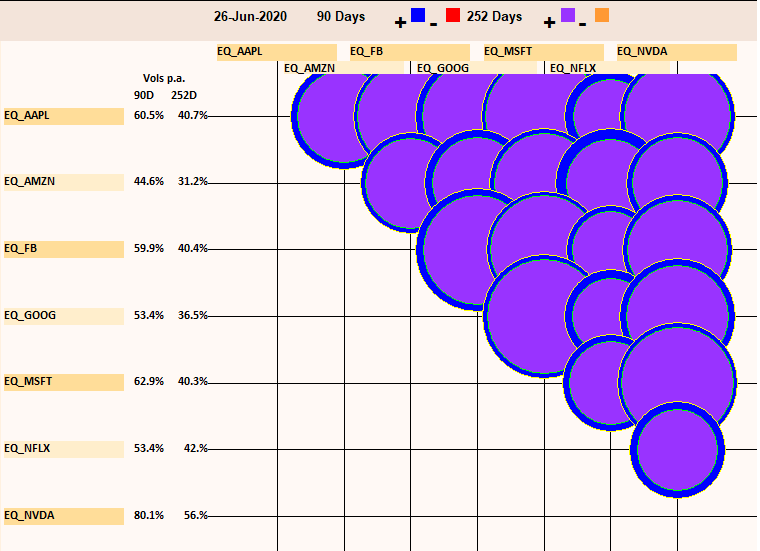 26-Jun-2020 90 Days + - 252 Days + -
EQ_AAPL EQ_FB EQ_MSFT EQ_NVDA
EQ_AMZN EQ_GOOG EQ_NFLX
Vols p.a.
90D 252D
EQ_AAPL 60.5% 40.7%
EQ_AMZN 44.6% 31.2%
EQ_FB 59.9% 40.4%
EQ_GOOG 53.4% 36.5%
EQ_MSFT 62.9% 40.3%
EQ_NFLX 53.4% 42.%
EQ_NVDA 80.1% 56.%